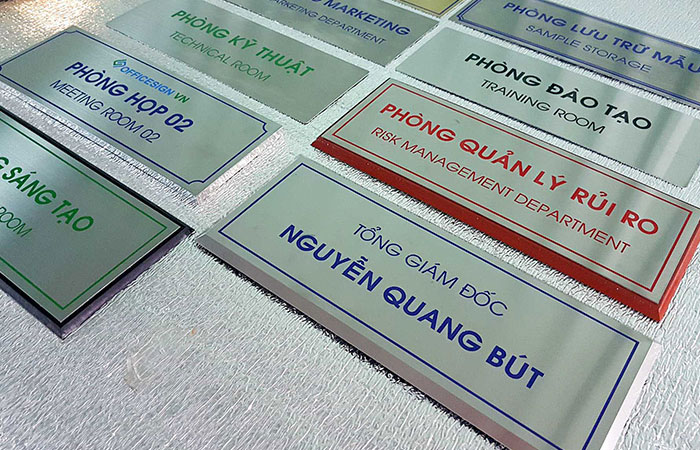 MARKETING
MARKETING DEPARTMENT
PHÒNG LƯU TRỮ MẪU
SAMPLE STORAGE
PHÒNG KỸ THUẬT
TECHNICAL ROOM
PHÒNG ĐÀO TẠO
TRAINING ROOM
OFFICESIGN VN
PHÒNG HỌP 02
MEETING ROOM 02
PHÒNG QUẢN LÝ RỦI RO
RISK MANAGEMENT DEPARTMENT
SÁNG TẠO
ROOM
TỔNG GIÁM ĐỐC
NGUYỄN QUANG BÚT